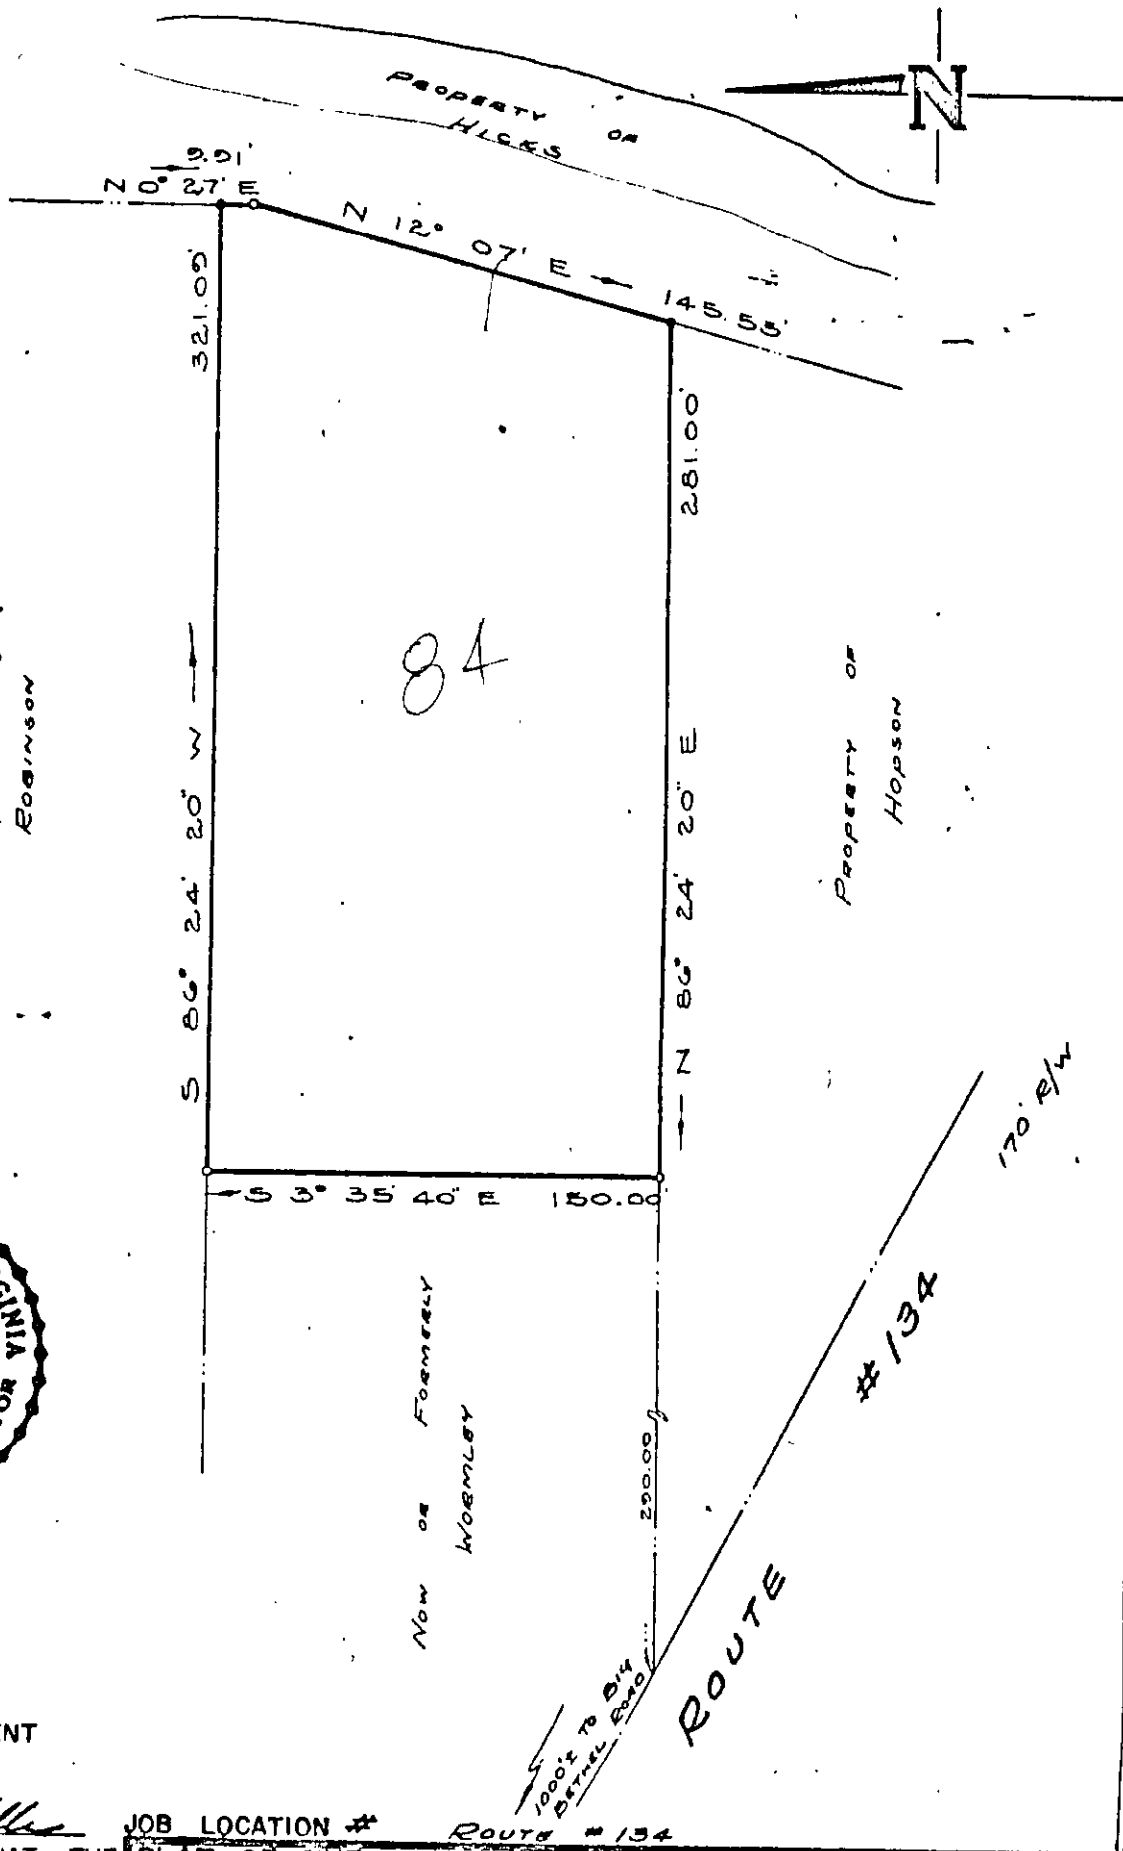 N
PROPERTY OF
HICKS
9.91'
N 0° 27' E
N 12° 07' E
145.55'
321.09'
281.00'
84
S 86° 24' 20" W
N 86° 24' 20" E
ROBINSON
PROPERTY OF
HOPSON
S 3° 35' 40" E 150.00'
170' R/W
NOW OR FORMERLY
WORMLEY
290.00
ROUTE #134
1000'± TO BIG
BETHEL ROAD
ENT
JOB LOCATION # ROUTE #134